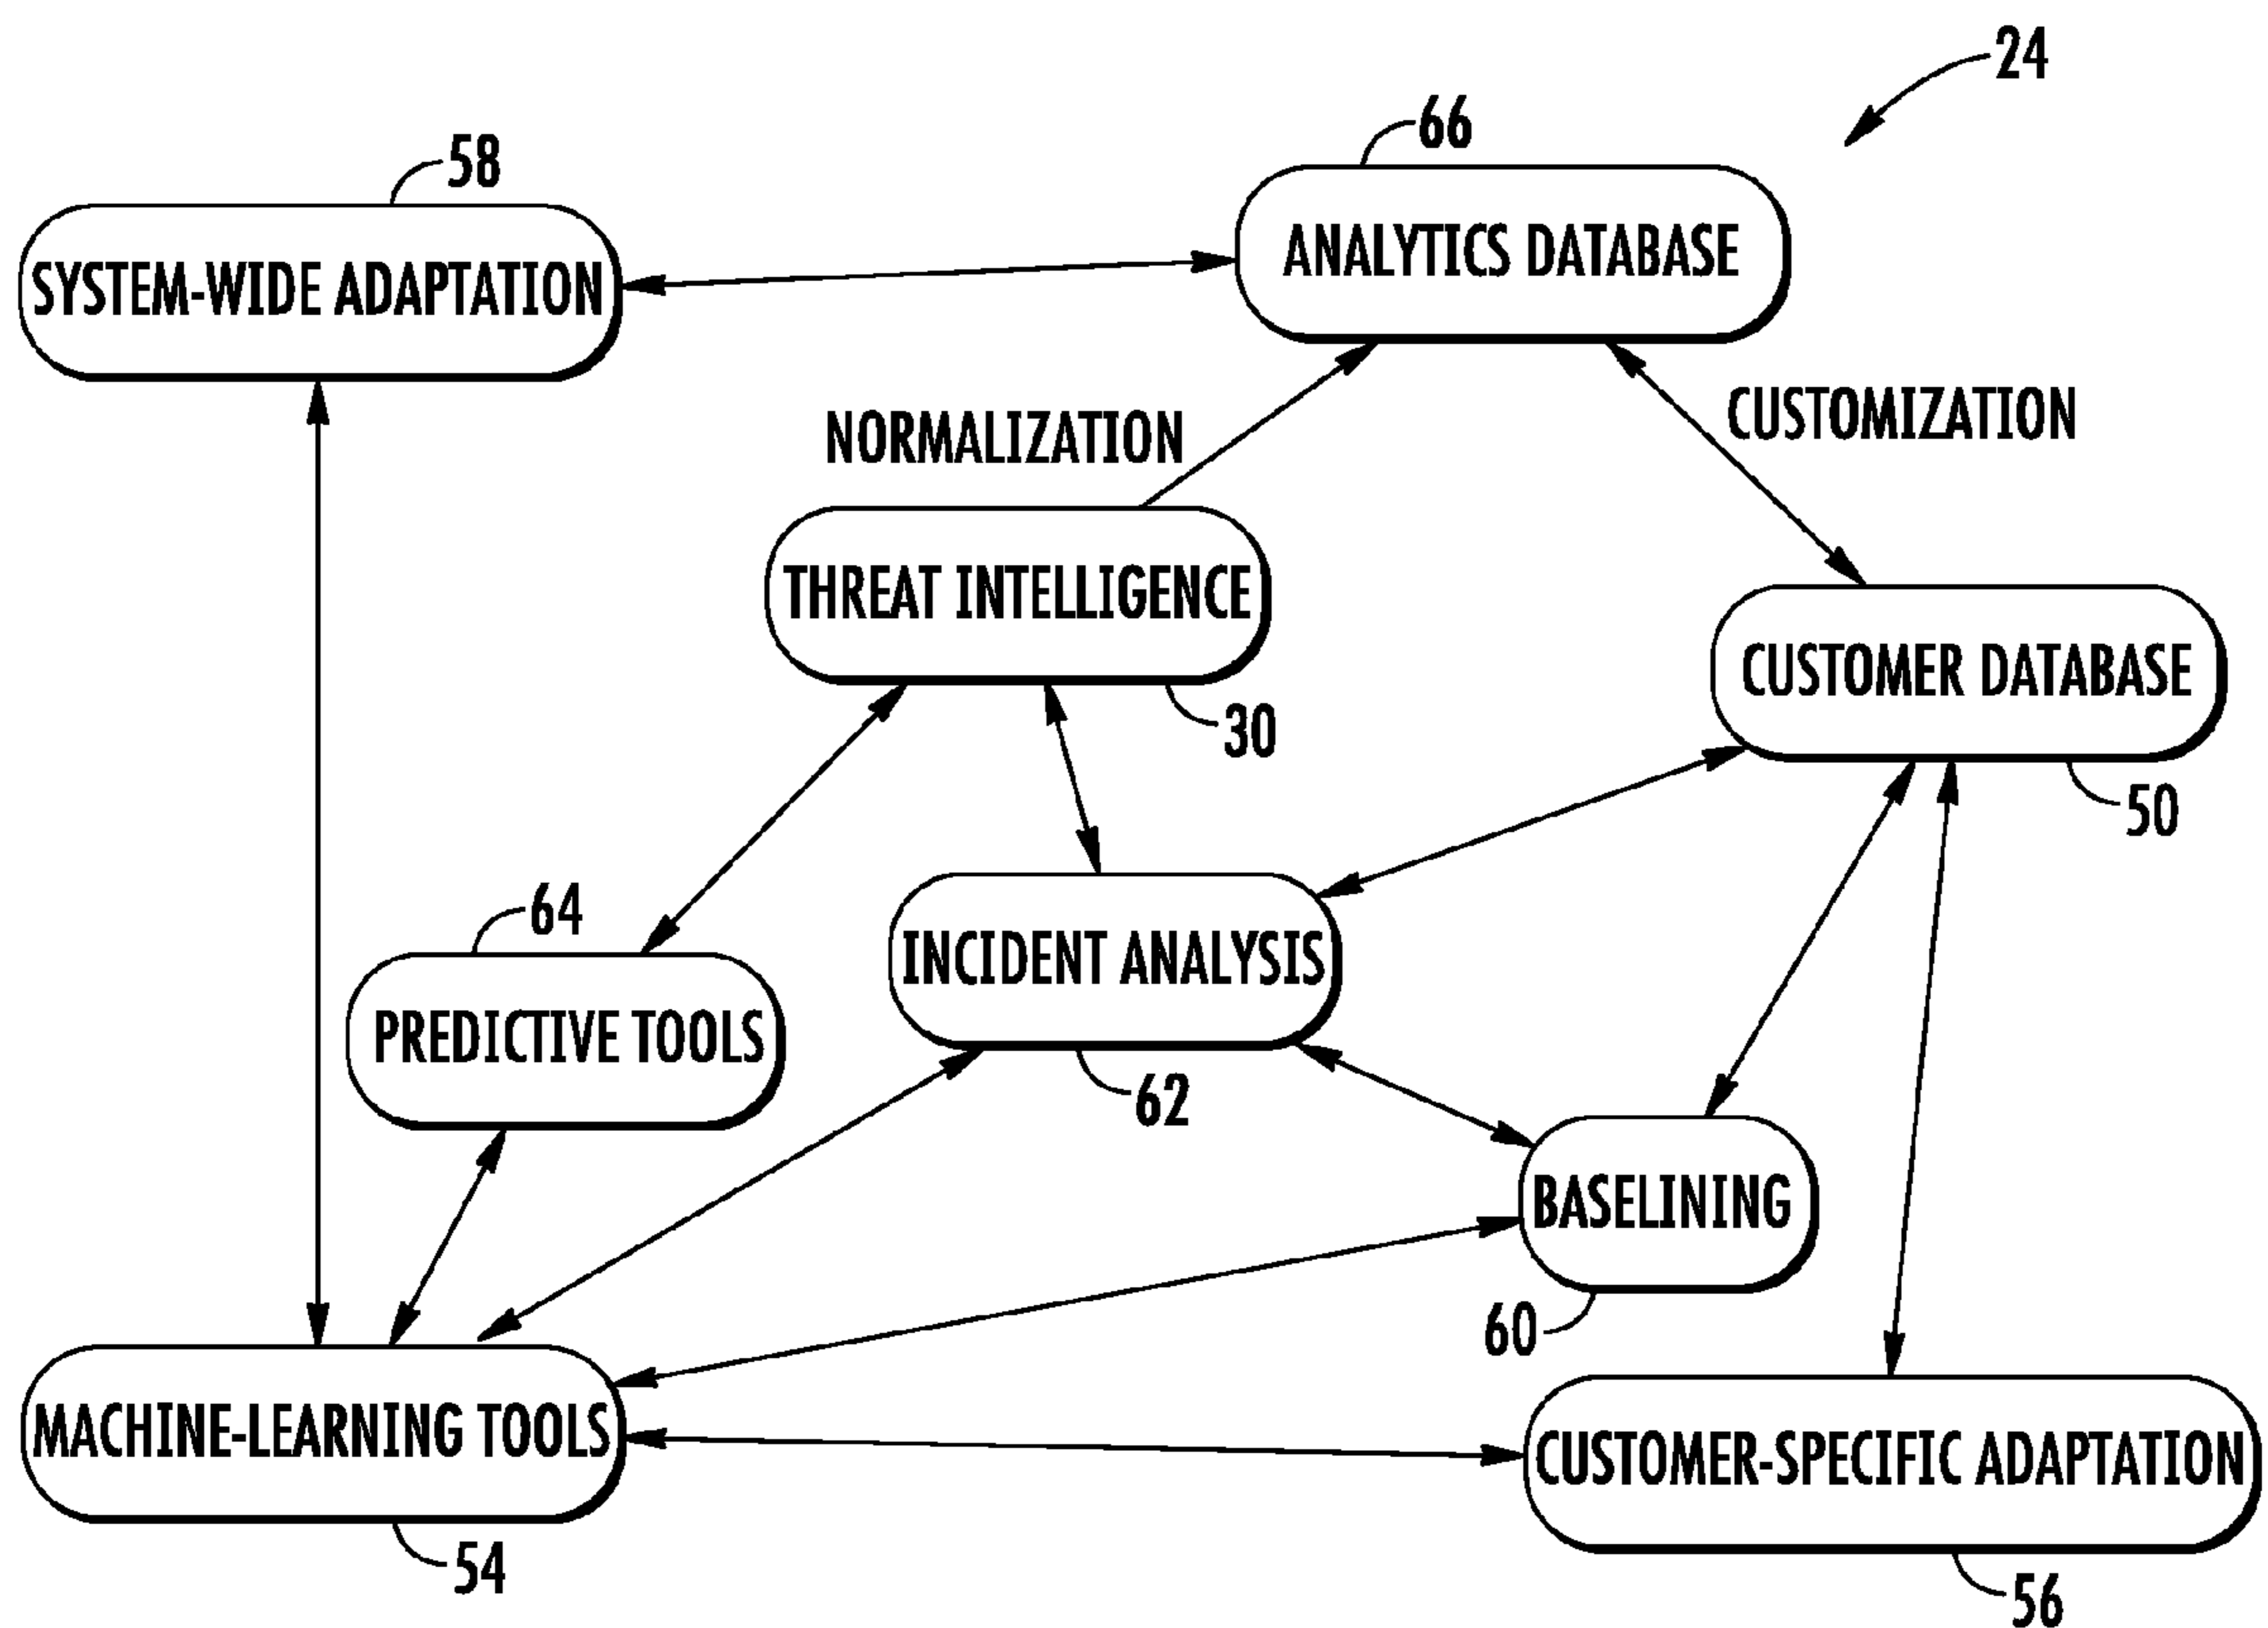 24
66
58
ANALYTICS DATABASE
SYSTEM-WIDE ADAPTATION
CUSTOMIZATION
NORMALIZATION
THREAT INTELLIGENCE
CUSTOMER DATABASE
30
50
64
INCIDENT ANALYSIS
PREDICTIVE TOOLS
62
BASELINING
60
MACHINE-LEARNING TOOLS
CUSTOMER-SPECIFIC ADAPTATION
54
56